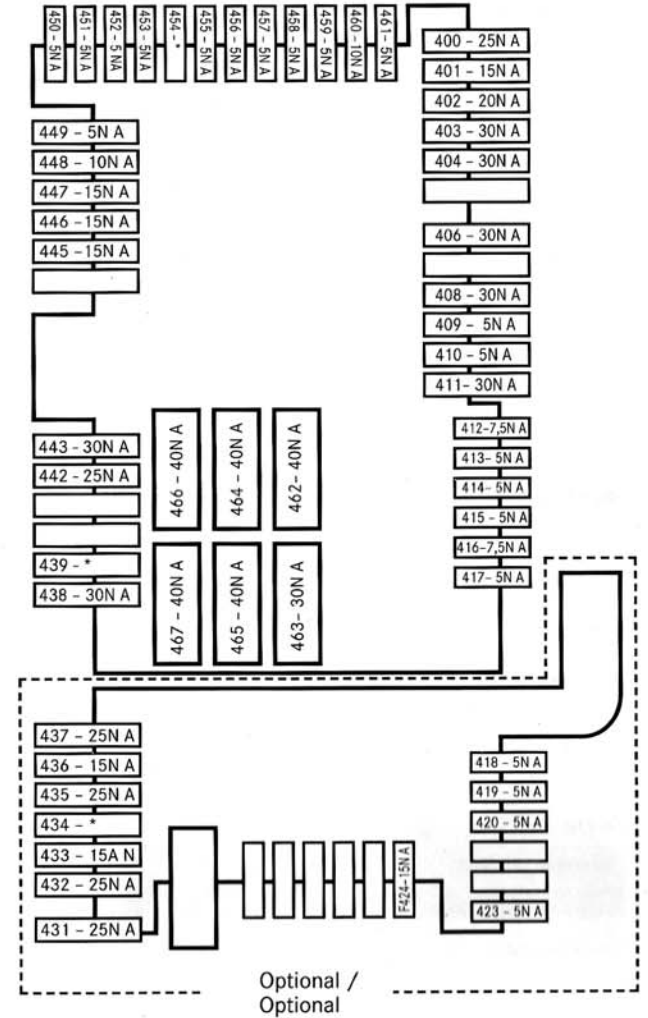 450 - 5N A
451 - 5N A
452 - 5 NA
453 - 5N A
454 - *
455 - 5N A
456 - 5N A
457 - 5N A
458 - 5N A
459 - 5N A
460 -10N A
461 - 5N A
400 - 25N A
401 - 15N A
402 - 20N A
403 - 30N A
404 - 30N A
406 - 30N A
408 - 30N A
409 - 5N A
410 - 5N A
411- 30N A
412-7,5N A
413- 5N A
414- 5N A
415 - 5N A
416-7,5N A
417- 5N A
449 - 5N A
448 - 10N A
447 -15N A
446 -15N A
445 -15N A
443 - 30N A
442 - 25N A
439 - *
438 - 30N A
466 - 40N A
464 - 40N A
462- 40N A
467 - 40N A
465 - 40N A
463- 30N A
437 - 25N A
436 - 15N A
435 - 25N A
434 - *
433 - 15A N
432 - 25N A
431 - 25N A
F424-15N A
418 - 5N A
419 - 5N A
420 - 5N A
423 - 5N A
Optional /
Optional